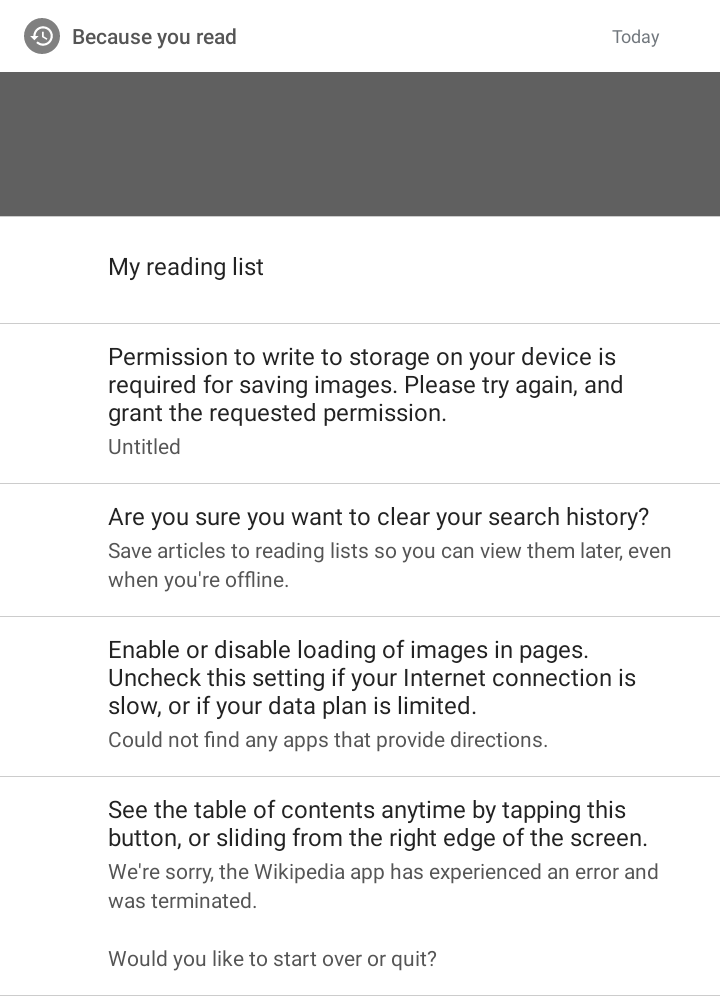 Because you read
Today
My reading list
Permission to write to storage on your device is
required for saving images. Please try again, and
grant the requested permission.
Untitled
Are you sure you want to clear your search history?
Save articles to reading lists so you can view them later, even
when you're offline.
Enable or disable loading of images in pages.
Uncheck this setting if your Internet connection is
slow, or if your data plan is limited.
Could not find any apps that provide directions.
See the table of contents anytime by tapping this
button, or sliding from the right edge of the screen.
We're sorry, the Wikipedia app has experienced an error and
was terminated.
Would you like to start over or quit?